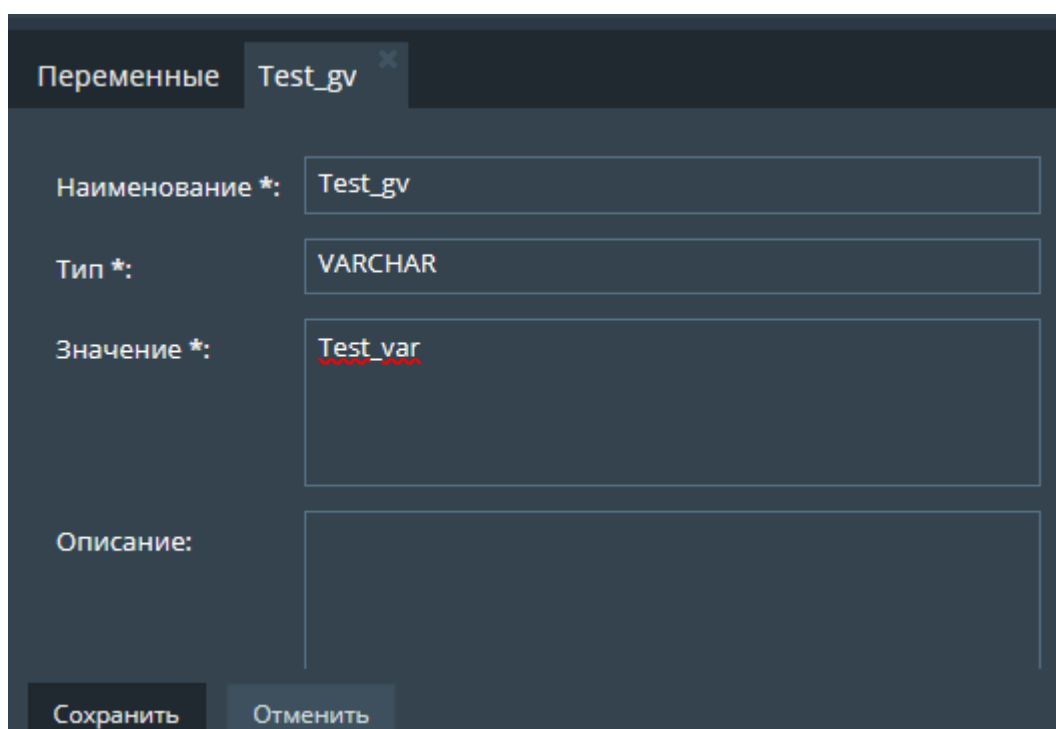 Переменные Test_gv
Наименование *: Test_gv
Тип *: VARCHAR
Значение *: Test_var
Описание:
Сохранить Отменить